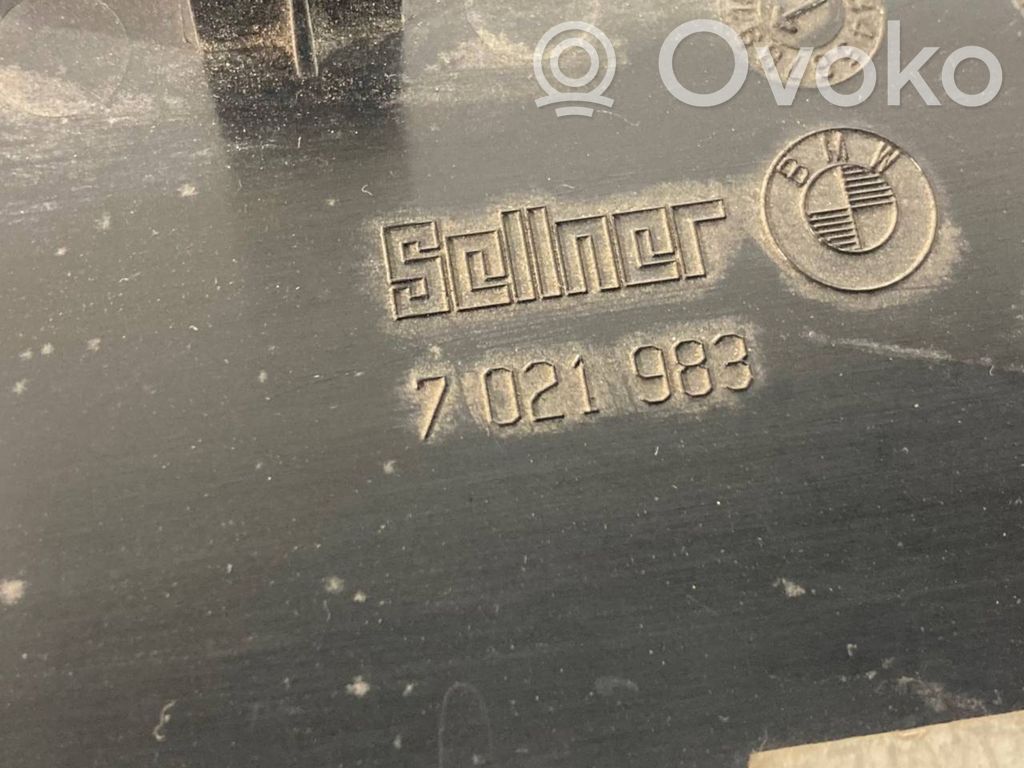 Ovoko
BMW
Sellner
7 021 983